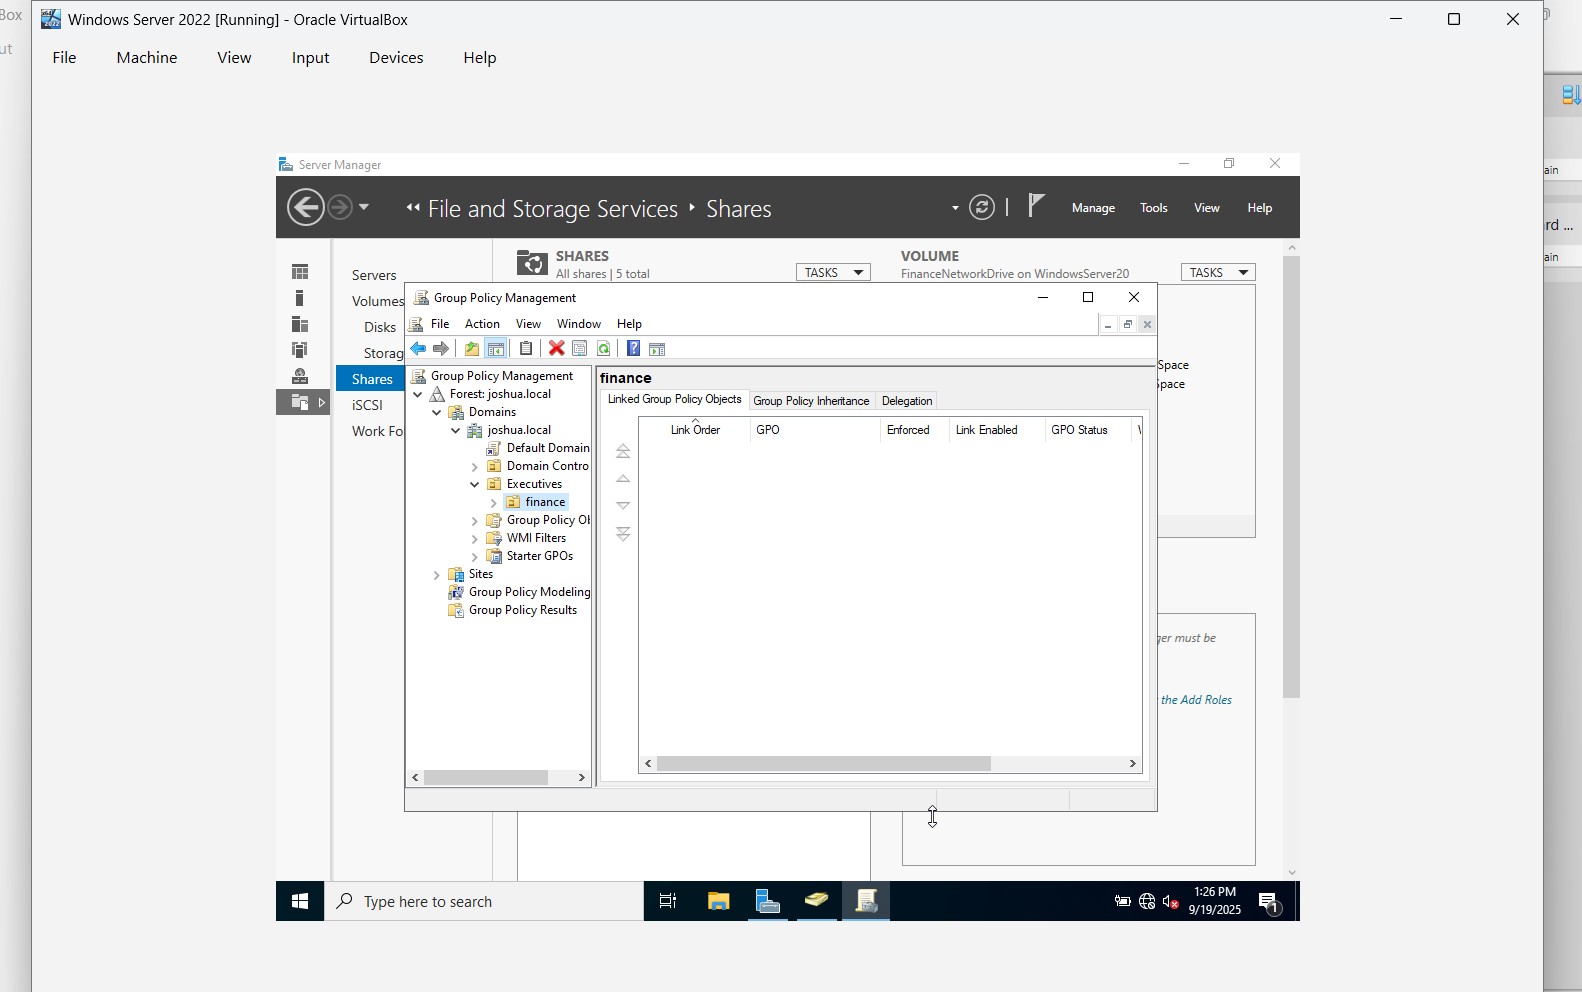 Box
Windows Server 2022 [Running] - Oracle VirtualBox
File Machine View Input Devices Help
Server Manager
File and Storage Services Shares
Manage Tools View Help
Servers
Volumes
Disks
Storag
Shares
iSCSI
Work Fo
SHARES
All shares | 5 total
TASKS
VOLUME
FinanceNetworkDrive on WindowsServer20
TASKS
Group Policy Management
File Action View Window Help
Group Policy Management
Forest: joshua.local
Domains
joshua.local
Default Domain
Domain Contro
Executives
finance
Group Policy Ob
WMI Filters
Starter GPOs
Sites
Group Policy Modeling
Group Policy Results
finance
Linked Group Policy Objects Group Policy Inheritance Delegation
Link Order GPO Enforced Link Enabled GPO Status
Space
pace
ger must be
the Add Roles
Type here to search
1:26 PM
9/19/2025
1
ain
rd ...
ain